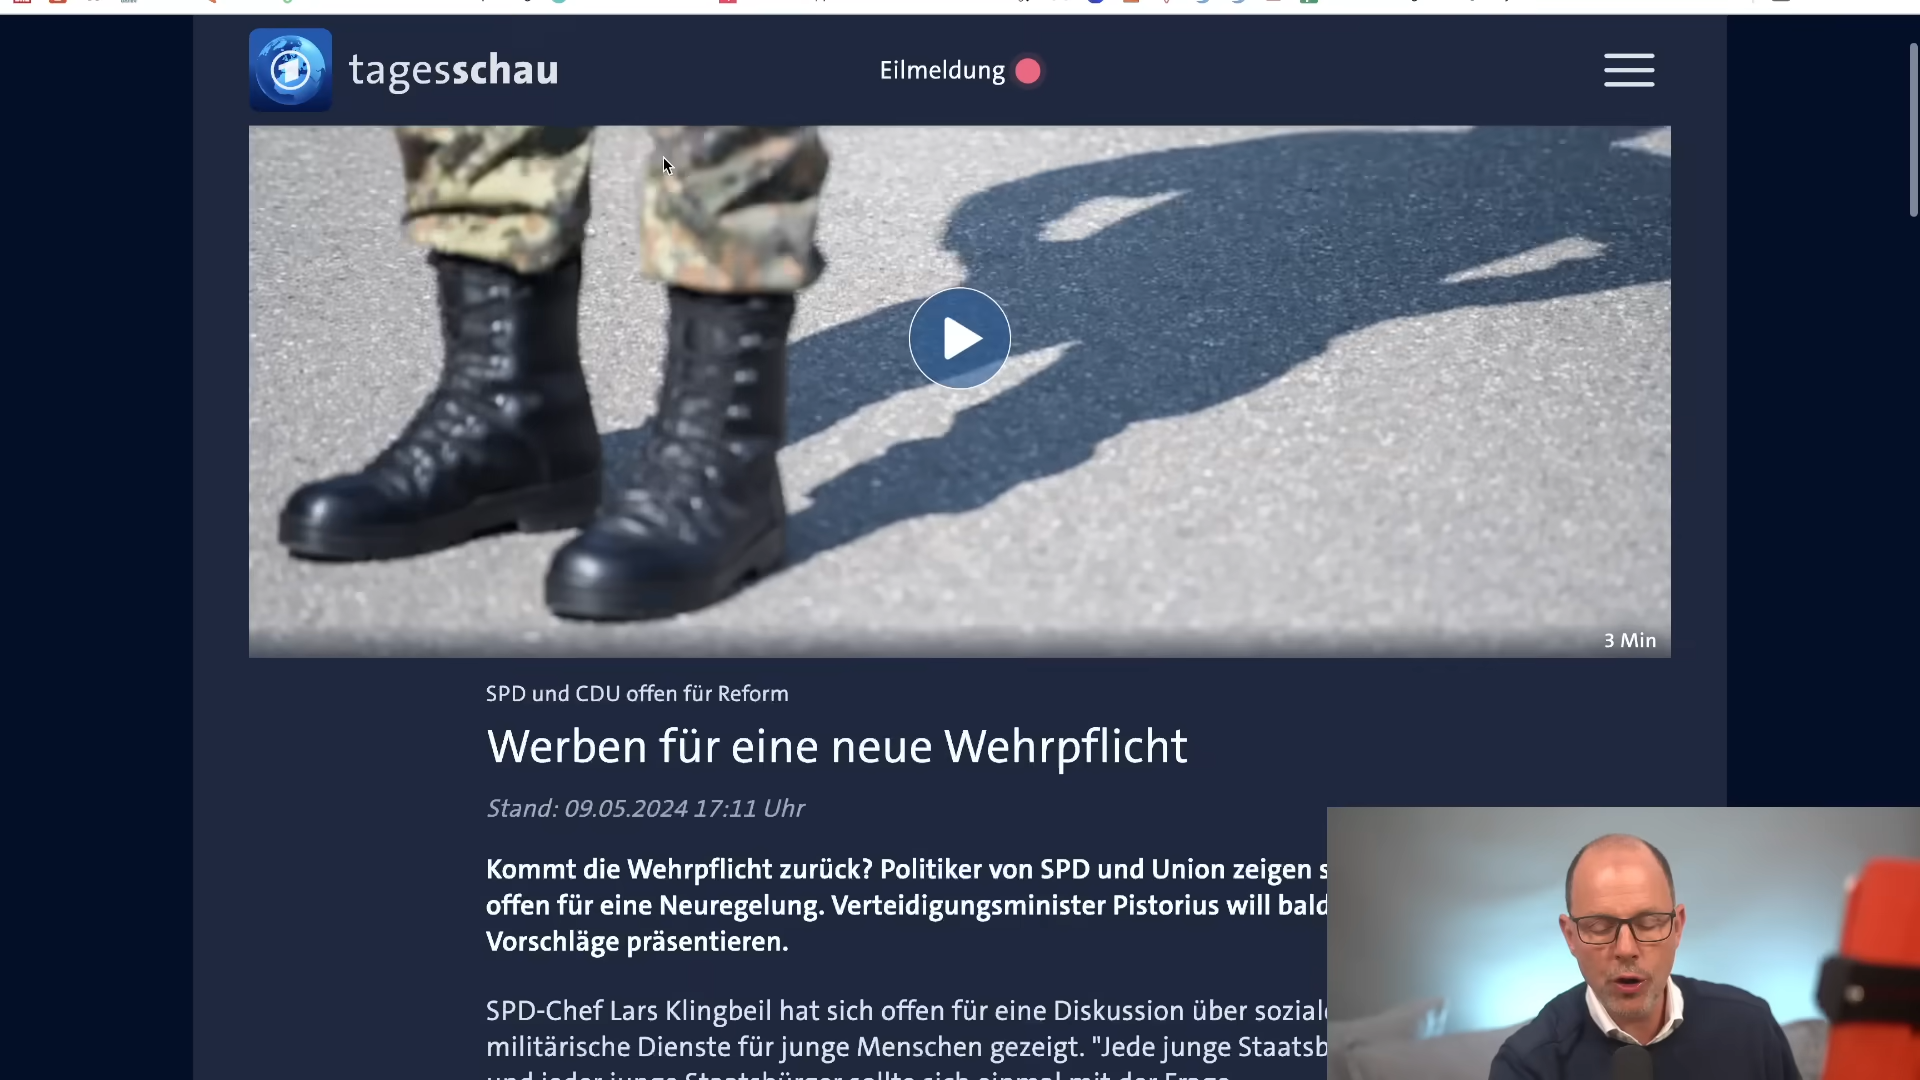 tagesschau
Eilmeldung
3 Min
SPD und CDU offen für Reform
Werben für eine neue Wehrpflicht
Stand: 09.05.2024 17:11 Uhr
Kommt die Wehrpflicht zurück? Politiker von SPD und Union zeigen
offen für eine Neuregelung. Verteidigungsminister Pistorius will bald
Vorschläge präsentieren.
SPD-Chef Lars Klingbeil hat sich offen für eine Diskussion über
militärische Dienste für junge Menschen gezeigt. "Jede junge